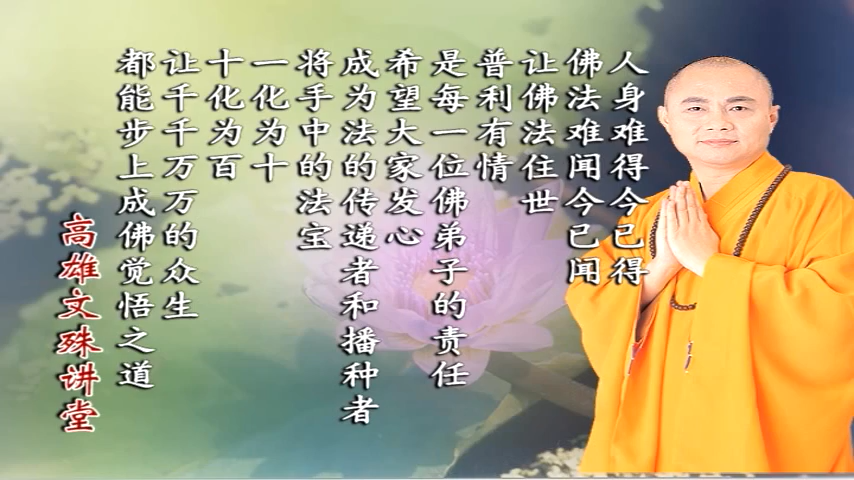 人身难得今已得
佛法难闻今已闻
让佛法住世
普利有情
是每一位佛弟子的责任
希望大家发心
成为法的传递者和播种者
将手中的法宝
一化为十
十化为百
让千千万万的众生
都能步上成佛觉悟之道
高雄文殊讲堂